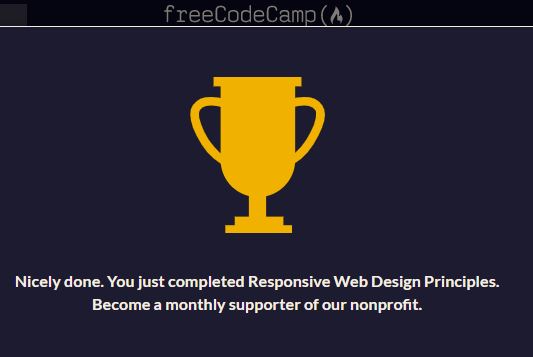 freeCodeCamp(🔥)
Nicely done. You just completed Responsive Web Design Principles.
Become a monthly supporter of our nonprofit.